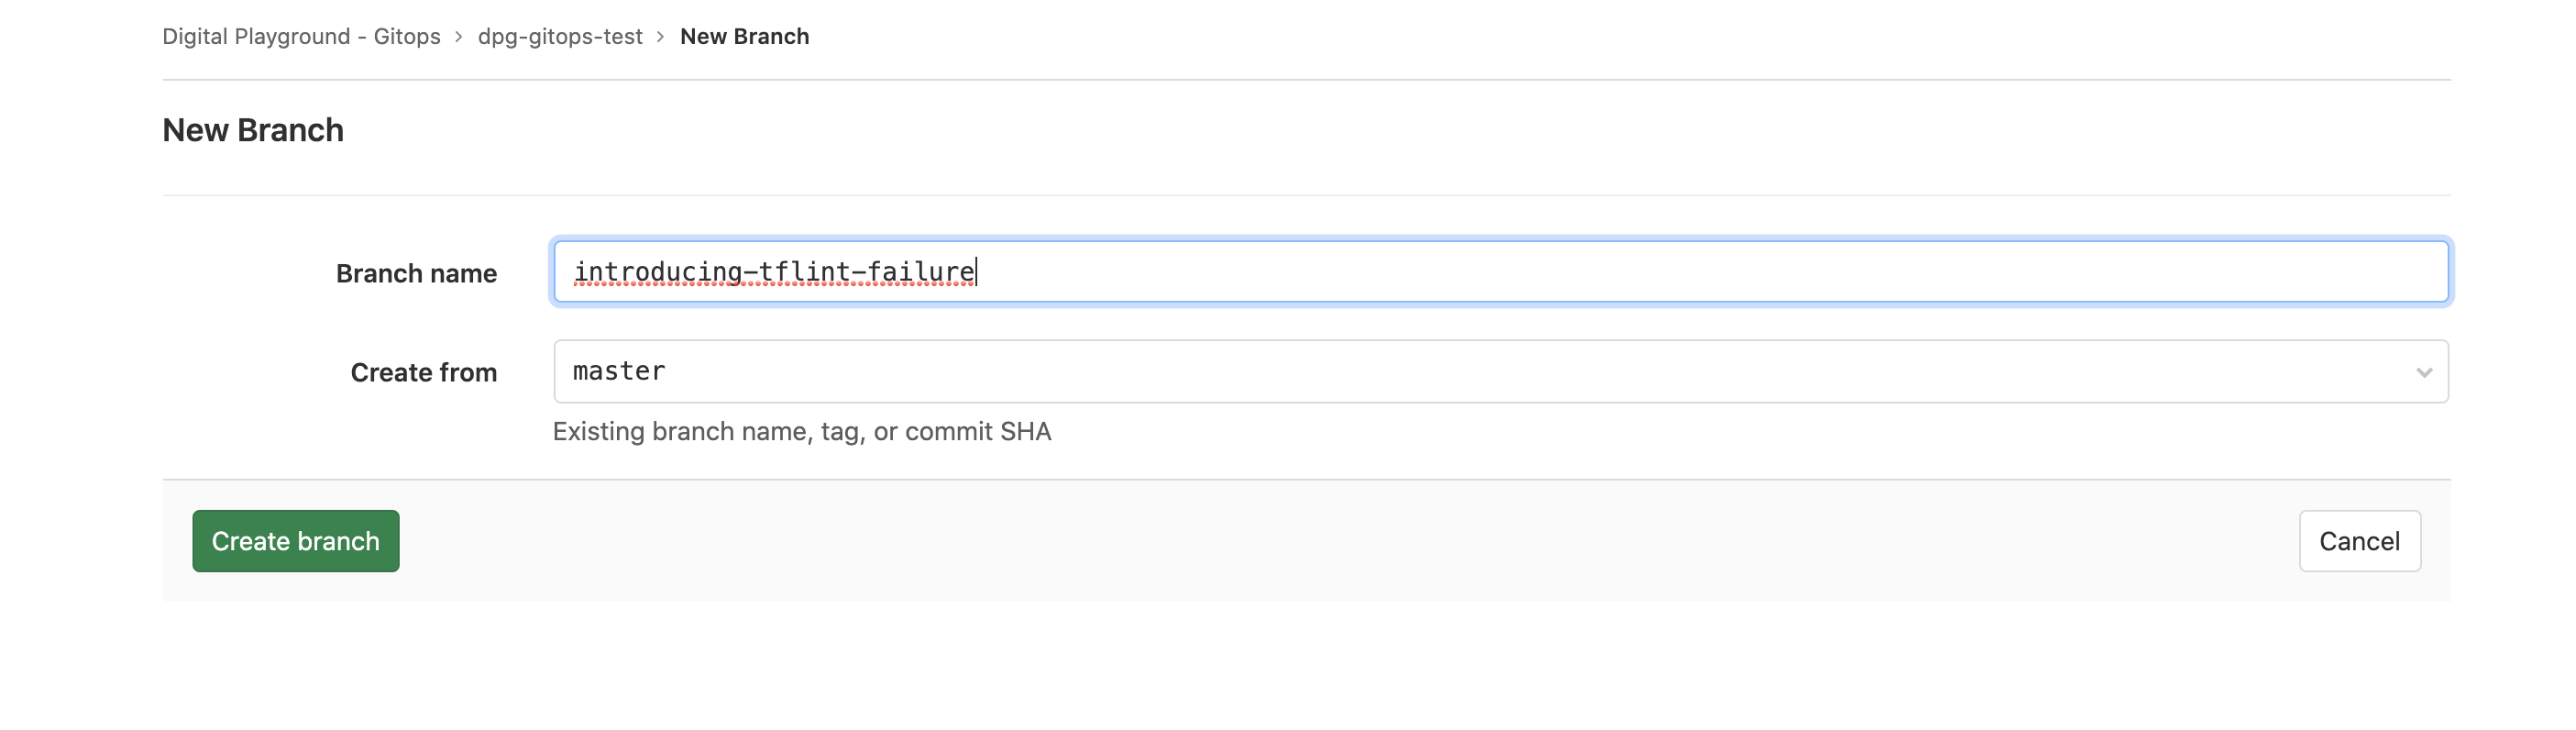 Digital Playground - Gitops > dpg-gitops-test > New Branch
New Branch
Branch name introducing-tflint-failure
Create from master
Existing branch name, tag, or commit SHA
Create branch Cancel